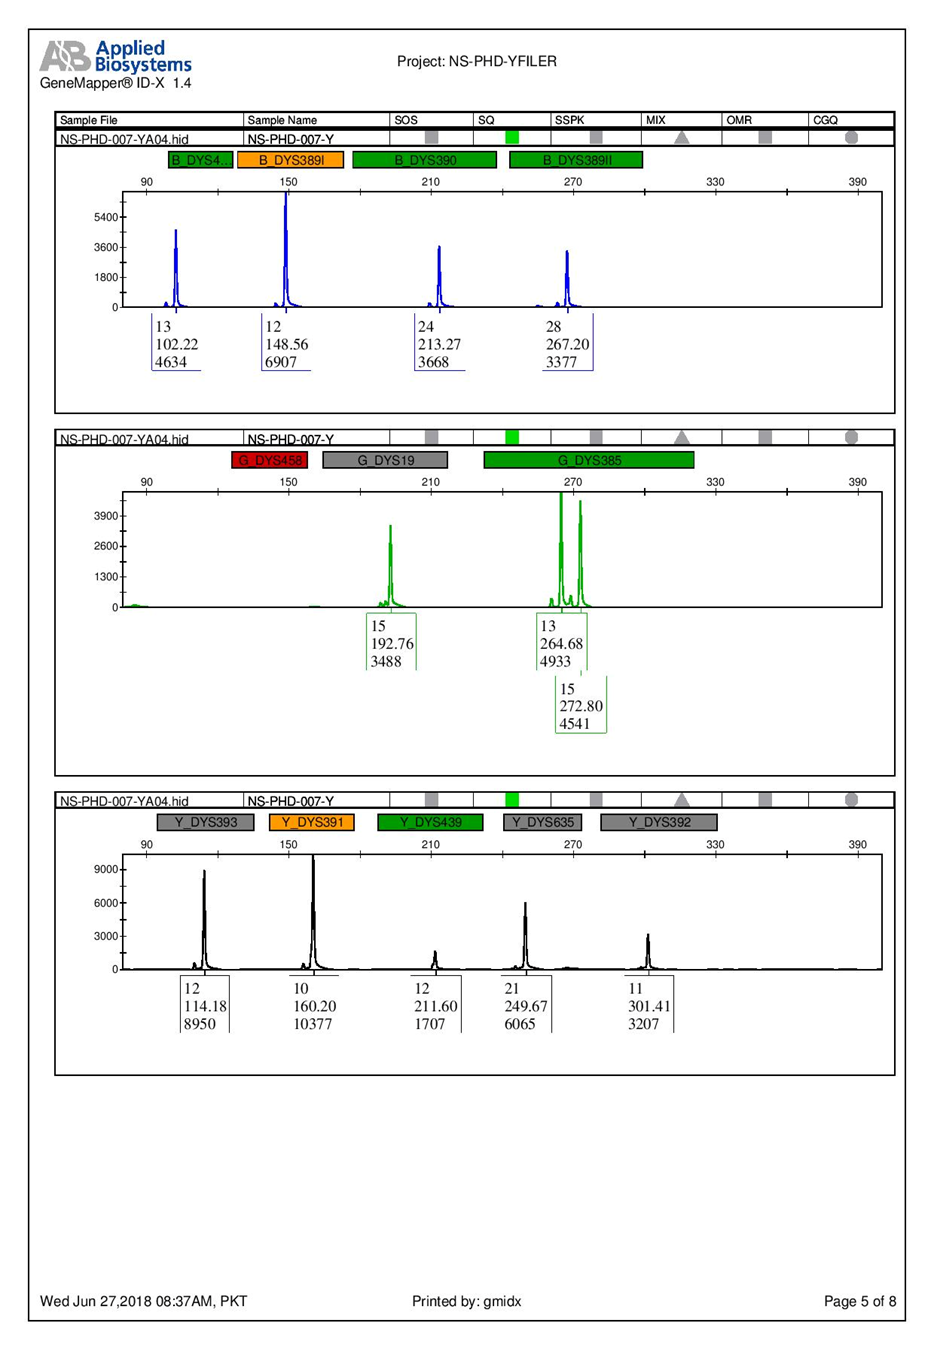 AB Applied Biosystems
GeneMapper® ID-X 1.4
Project: NS-PHD-YFILER
Sample File Sample Name SOS SQ SSPK MIX OMR CGQ
NS-PHD-007-YA04.hid NS-PHD-007-Y
B_DYS4... B_DYS389I B_DYS390 B_DYS389II
90 150 210 270 330 390
5400
3600
1800
0
13 12 24 28
102.22 148.56 213.27 267.20
4634 6907 3668 3377
NS-PHD-007-YA04.hid NS-PHD-007-Y
G_DYS458 G_DYS19 G_DYS385
90 150 210 270 330 390
3900
2600
1300
0
15 13
192.76 264.68
3488 4933
15
272.80
4541
NS-PHD-007-YA04.hid NS-PHD-007-Y
Y_DYS393 Y_DYS391 Y_DYS439 Y_DYS635 Y_DYS392
90 150 210 270 330 390
9000
6000
3000
0
12 10 12 21 11
114.18 160.20 211.60 249.67 301.41
8950 10377 1707 6065 3207
Wed Jun 27,2018 08:37AM, PKT Printed by: gmidx Page 5 of 8